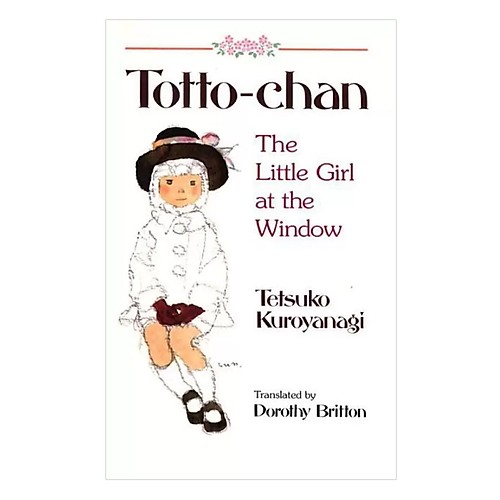 Totto-chan
The
Little Girl
at the
Window
Tetsuko
Kuroyanagi
Translated by
Dorothy Britton